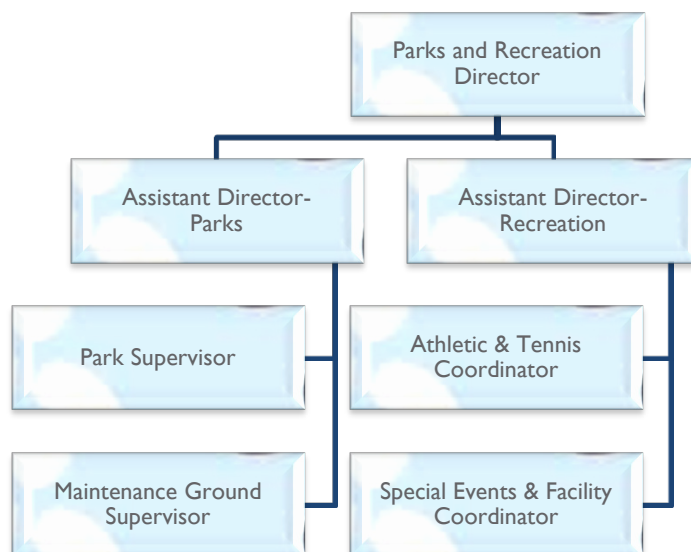 Parks and Recreation
Director
Assistant Director-
Parks
Assistant Director-
Recreation
Park Supervisor
Athletic & Tennis
Coordinator
Maintenance Ground
Supervisor
Special Events & Facility
Coordinator